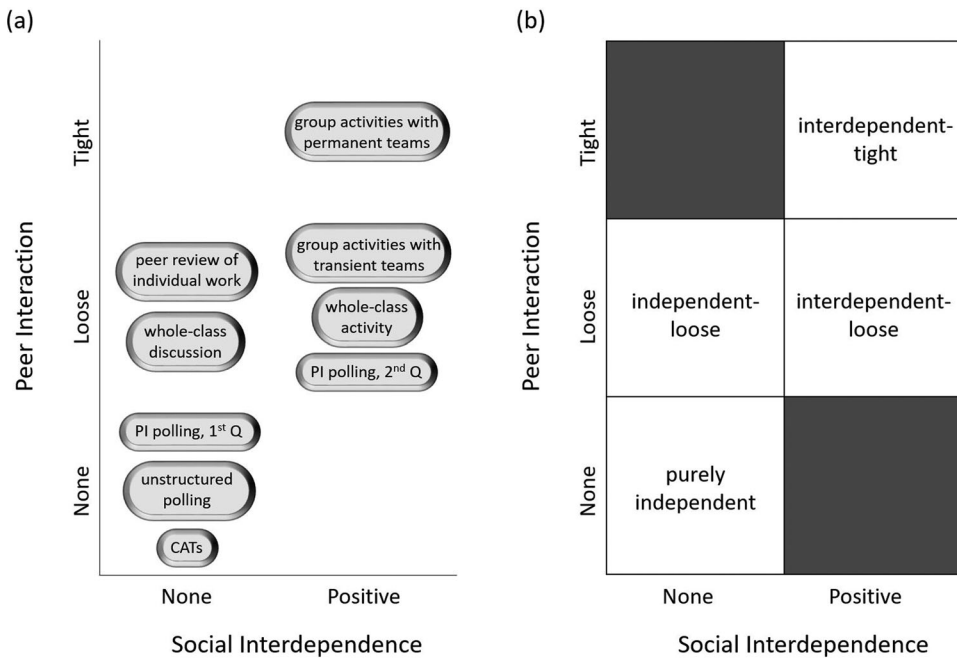 (a)
Peer Interaction
Tight
Loose
None
group activities with
permanent teams
peer review of
individual work
group activities with
transient teams
whole-class
discussion
whole-class
activity
PI polling, 2nd Q
PI polling, 1st Q
unstructured
polling
CATs
None
Positive
Social Interdependence
(b)
Peer Interaction
Tight
Loose
None
interdependent-
tight
independent-
loose
interdependent-
loose
purely
independent
None
Positive
Social Interdependence